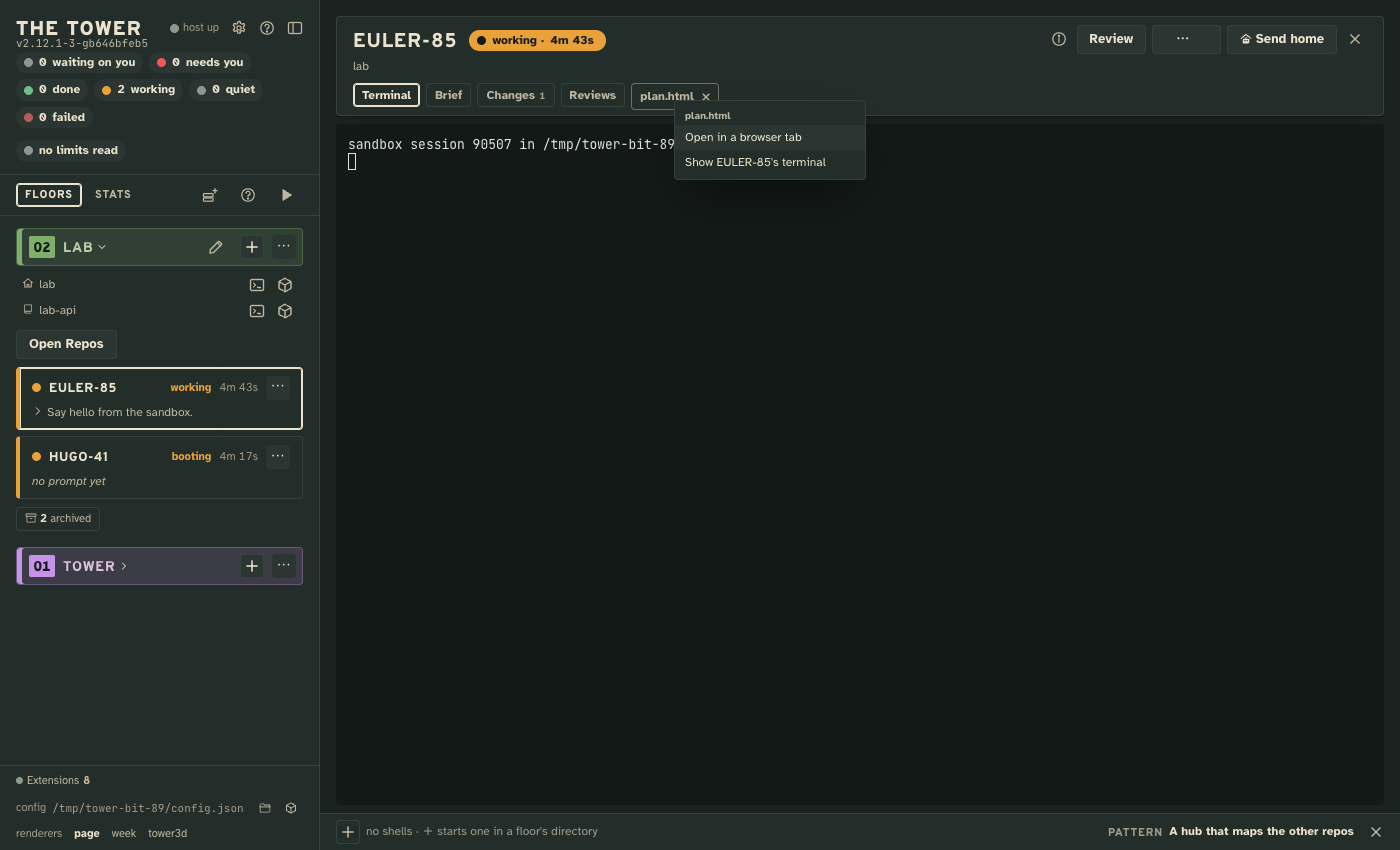 THE TOWER
host up
v2.12.1-3-gb646bfeb5
0 waiting on you
0 needs you
0 done
2 working
0 quiet
0 failed
no limits read
FLOORS
STATS
02 LAB
lab
lab-api
Open Repos
EULER-85 working 4m 43s ...
Say hello from the sandbox.
HUGO-41 booting 4m 17s ...
no prompt yet
2 archived
01 TOWER
Extensions 8
config /tmp/tower-bit-89/config.json
renderers page week tower3d
EULER-85 working · 4m 43s
Review ... Send home
lab
Terminal Brief Changes 1 Reviews plan.html
plan.html
Open in a browser tab
Show EULER-85's terminal
sandbox session 90507 in /tmp/tower-bit-89
no shells · + starts one in a floor's directory
PATTERN A hub that maps the other repos